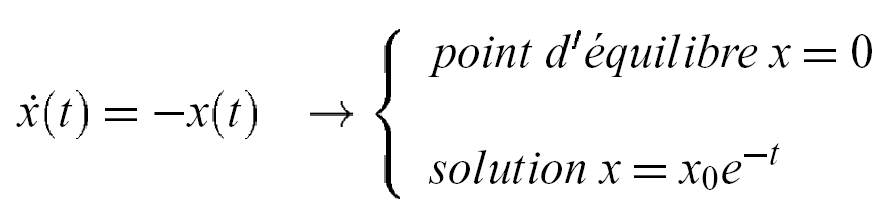 point d'équilibre x = 0
ẋ(t) = −x(t) → {
solution x = x₀e⁻ᵗ